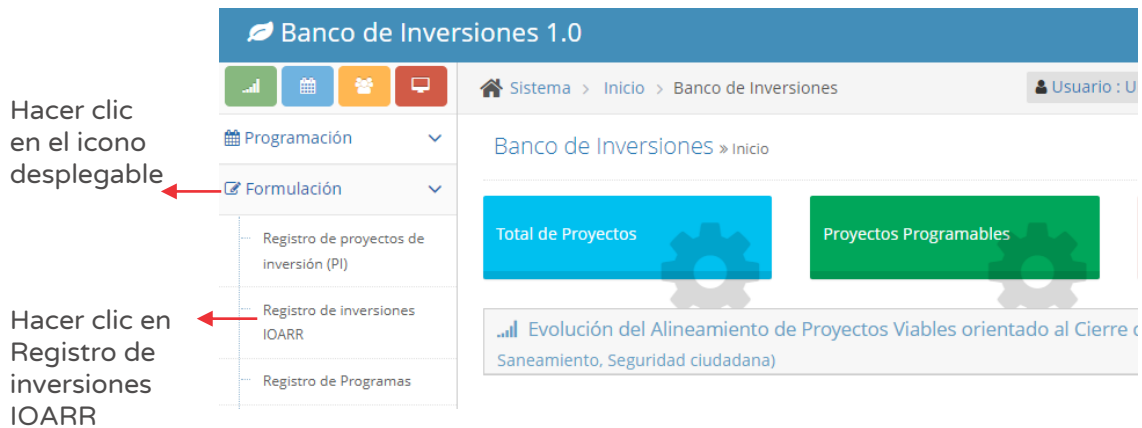 Banco de Inversiones 1.0
Sistema > Inicio > Banco de Inversiones
Usuario : U
Hacer clic
en el icono
desplegable
Programación
Formulación
Registro de proyectos de
inversión (PI)
Registro de inversiones
IOARR
Registro de Programas
Hacer clic en
Registro de
inversiones
IOARR
Banco de Inversiones » Inicio
Total de Proyectos
Proyectos Programables
Evolución del Alineamiento de Proyectos Viables orientado al Cierre
Saneamiento, Seguridad ciudadana)